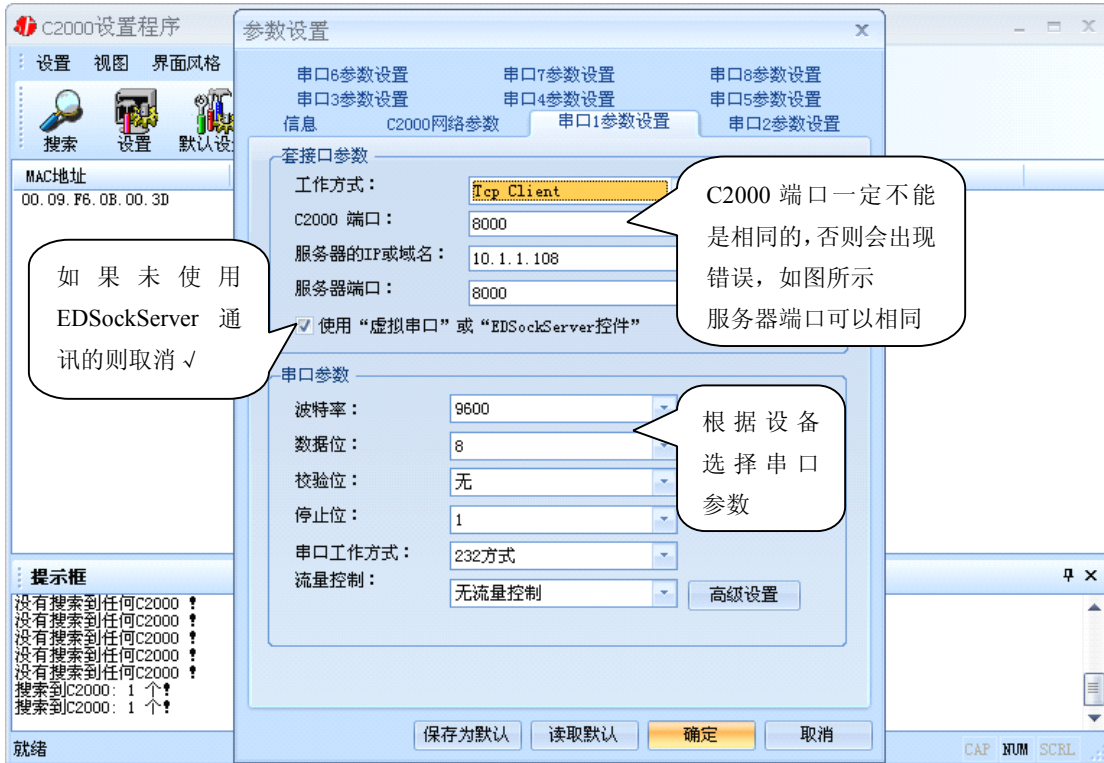 C2000设置程序
设置 视图 界面风格
搜索 设置 默认设
MAC地址
00.09.F6.0B.00.3D
参数设置
串口6参数设置 串口7参数设置 串口8参数设置
串口3参数设置 串口4参数设置 串口5参数设置
信息 C2000网络参数 串口1参数设置 串口2参数设置
套接口参数
工作方式： Tcp Client
C2000 端口： 8000
服务器的IP或域名： 10.1.1.108
服务器端口： 8000
使用“虚拟串口”或“EDSockServer控件”
C2000 端口一定不能
是相同的，否则会出现
错误，如图所示
服务器端口可以相同
如果未使用
EDSockServer 通
讯的则取消√
串口参数
波特率： 9600
数据位： 8
校验位： 无
停止位： 1
串口工作方式： 232方式
流量控制： 无流量控制
高级设置
根据设备
选择串口
参数
保存为默认 读取默认 确定 取消
提示框
没有搜索到任何C2000 !
没有搜索到任何C2000 !
没有搜索到任何C2000 !
没有搜索到任何C2000 !
没有搜索到任何C2000 !
搜索到C2000: 1 个!
搜索到C2000: 1 个!
就绪
CAP NUM SCRL